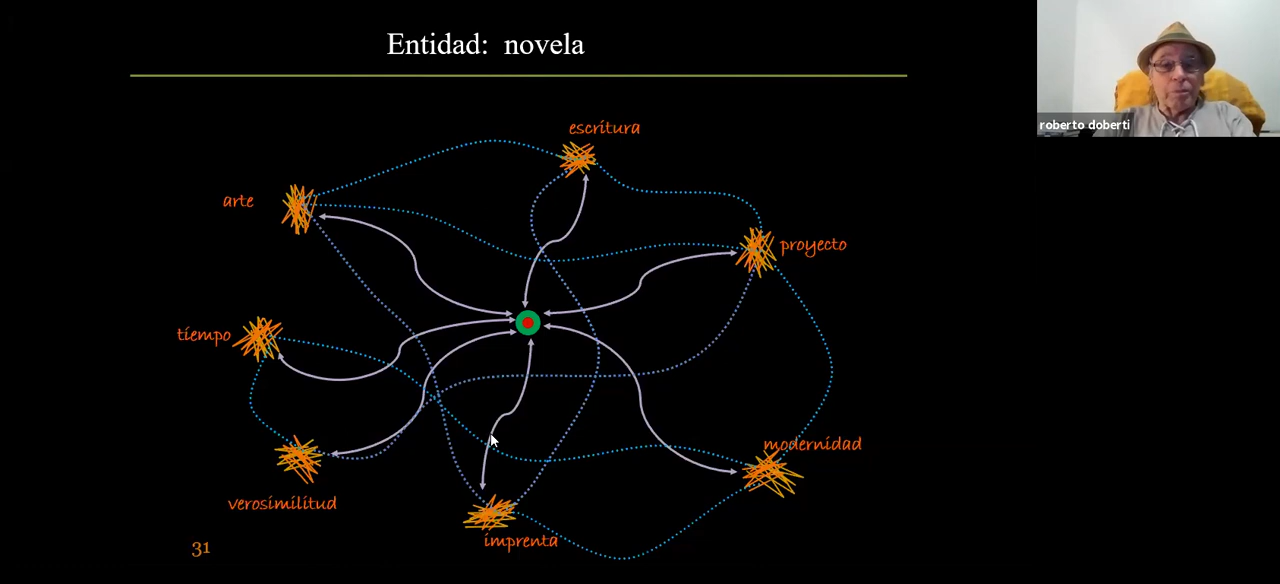 Entidad: novela
roberto doberti
escritura
arte
proyecto
tiempo
modernidad
verosimilitud
imprenta
31